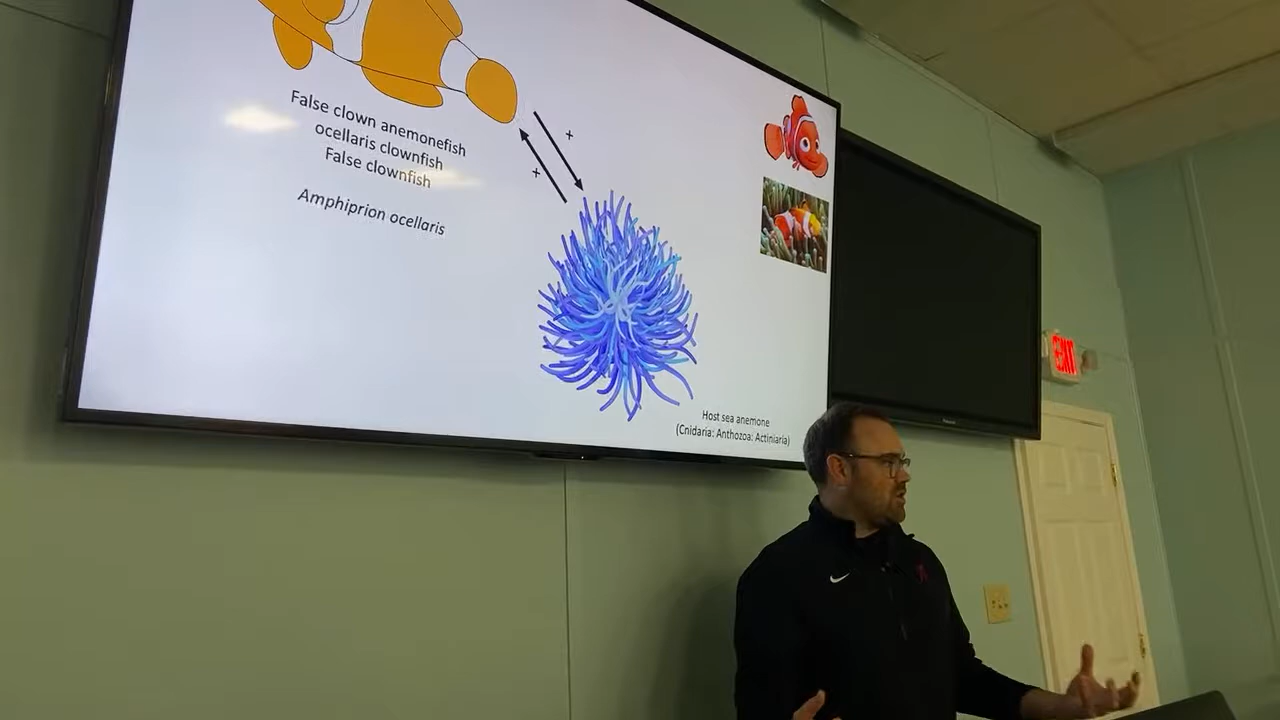 False clown anemonefish
ocellaris clownfish
False clownfish
Amphiprion ocellaris
+
+
Host sea anemone
(Cnidaria: Anthozoa: Actiniaria)
EXIT